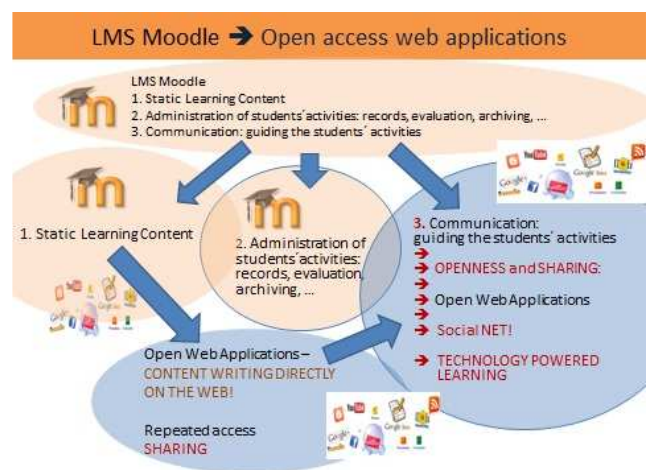 LMS Moodle ➔ Open access web applications
LMS Moodle
1. Static Learning Content
2. Administration of students´activities: records, evaluation, archiving, ...
3. Communication: guiding the students´ activities
1. Static Learning Content
2. Administration of
students´activities:
records, evaluation,
archiving, ...
3. Communication:
guiding the students´ activities
➔
➔ OPENNESS and SHARING:
➔
➔ Open Web Applications
➔
➔ Social NET!
➔ TECHNOLOGY POWERED
LEARNING
Open Web Applications –
CONTENT WRITING DIRECTLY
ON THE WEB!
Repeated access
SHARING